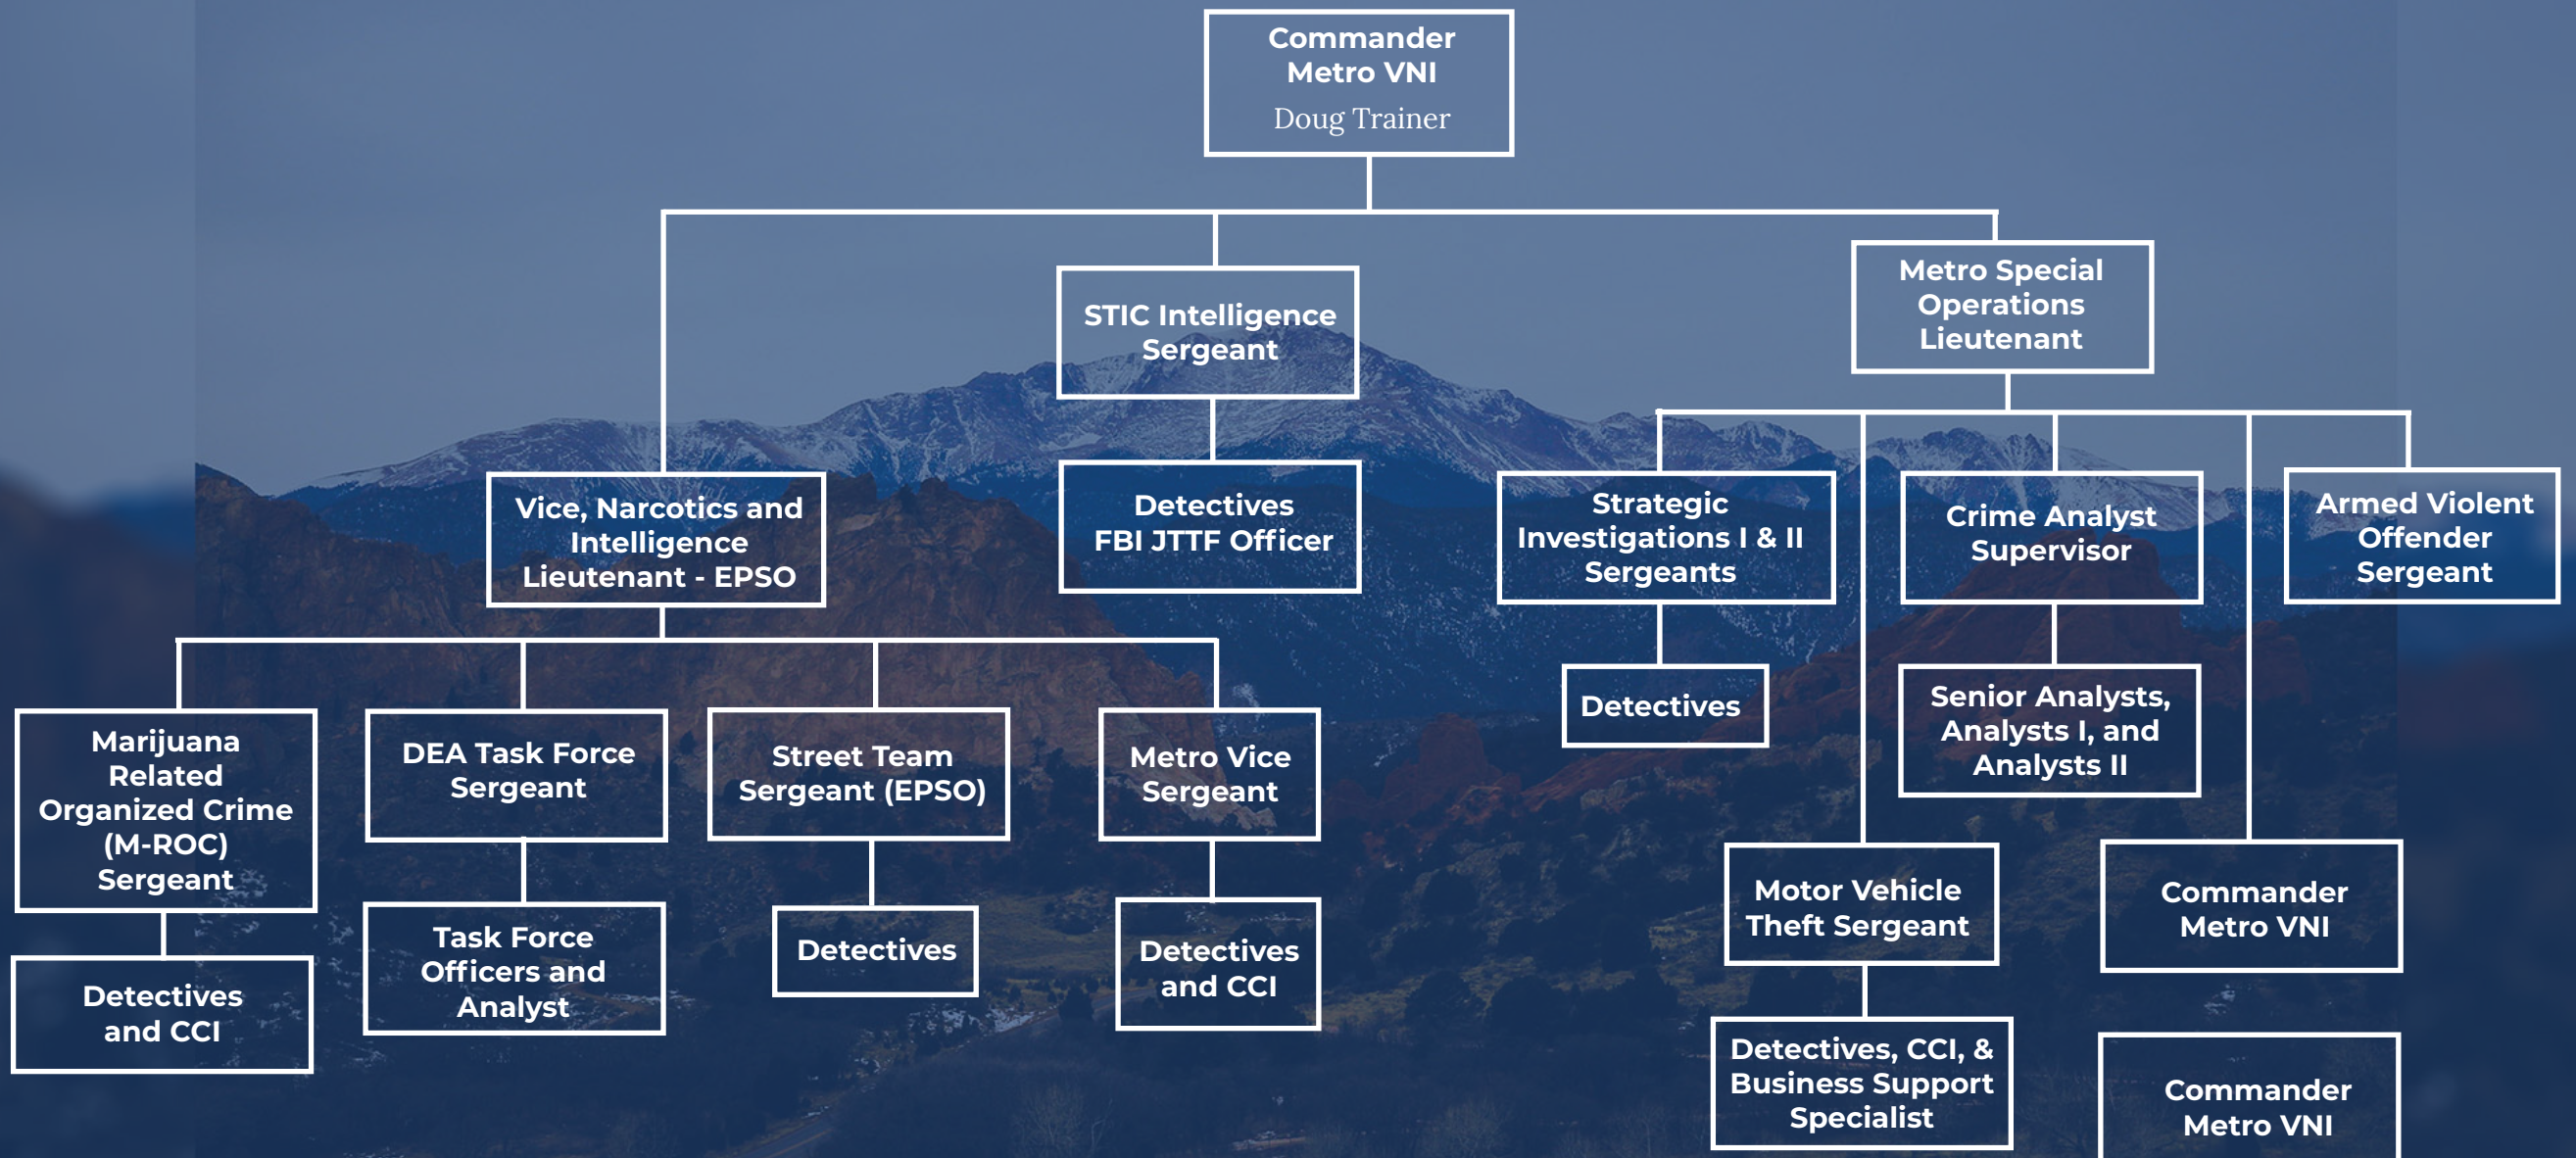 Commander
Metro VNI
Doug Trainer
STIC Intelligence
Sergeant
Metro Special
Operations
Lieutenant
Vice, Narcotics and
Intelligence
Lieutenant - EPSO
Detectives
FBI JTTF Officer
Strategic
Investigations I & II
Sergeants
Crime Analyst
Supervisor
Armed Violent
Offender
Sergeant
Marijuana
Related
Organized Crime
(M-ROC)
Sergeant
DEA Task Force
Sergeant
Street Team
Sergeant (EPSO)
Metro Vice
Sergeant
Detectives
Senior Analysts,
Analysts I, and
Analysts II
Motor Vehicle
Theft Sergeant
Commander
Metro VNI
Detectives
and CCI
Task Force
Officers and
Analyst
Detectives
Detectives
and CCI
Detectives, CCI, &
Business Support
Specialist
Commander
Metro VNI